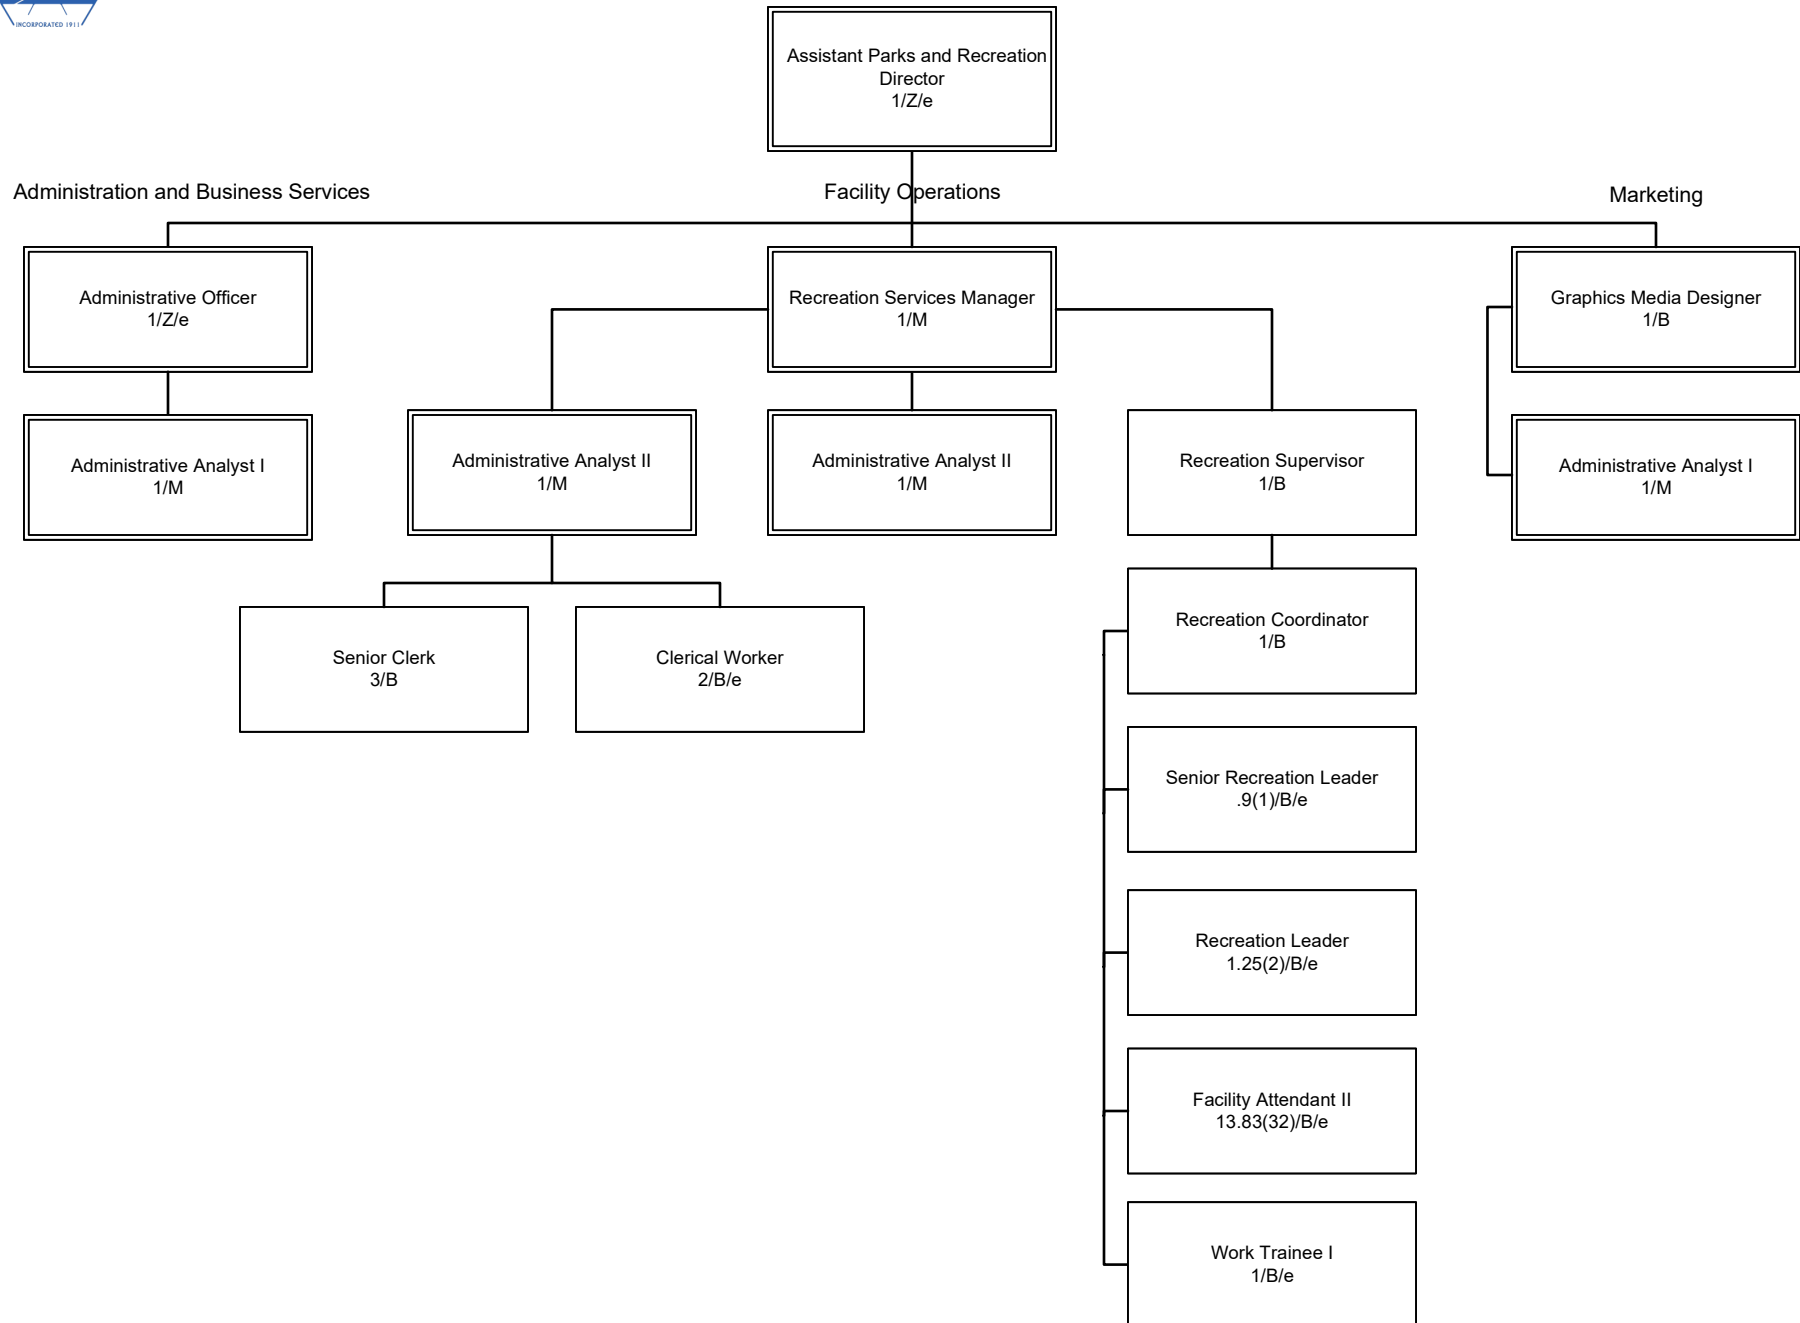 INCORPORATED 1911
Assistant Parks and Recreation
Director
1/Z/e
Administration and Business Services
Facility Operations
Marketing
Administrative Officer
1/Z/e
Recreation Services Manager
1/M
Graphics Media Designer
1/B
Administrative Analyst I
1/M
Administrative Analyst II
1/M
Administrative Analyst II
1/M
Recreation Supervisor
1/B
Administrative Analyst I
1/M
Senior Clerk
3/B
Clerical Worker
2/B/e
Recreation Coordinator
1/B
Senior Recreation Leader
.9(1)/B/e
Recreation Leader
1.25(2)/B/e
Facility Attendant II
13.83(32)/B/e
Work Trainee I
1/B/e